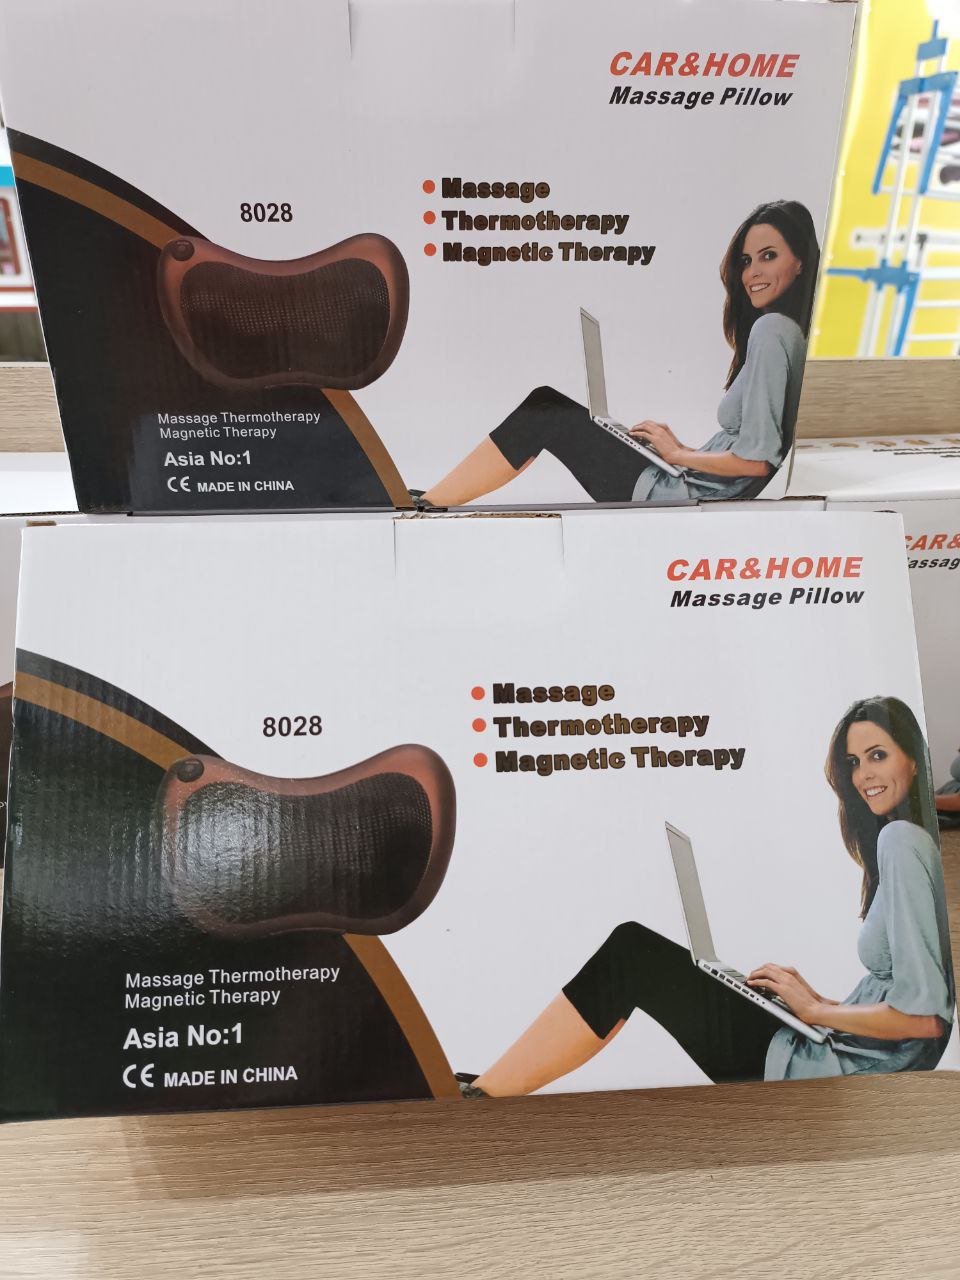 CAR&HOME
Massage Pillow
Massage
Thermotherapy
Magnetic Therapy
8028
Massage Thermotherapy
Magnetic Therapy
Asia No:1
CE MADE IN CHINA
CAR&HOME
Massage Pillow
Massage
Thermotherapy
Magnetic Therapy
8028
Massage Thermotherapy
Magnetic Therapy
Asia No:1
CE MADE IN CHINA
CAR&